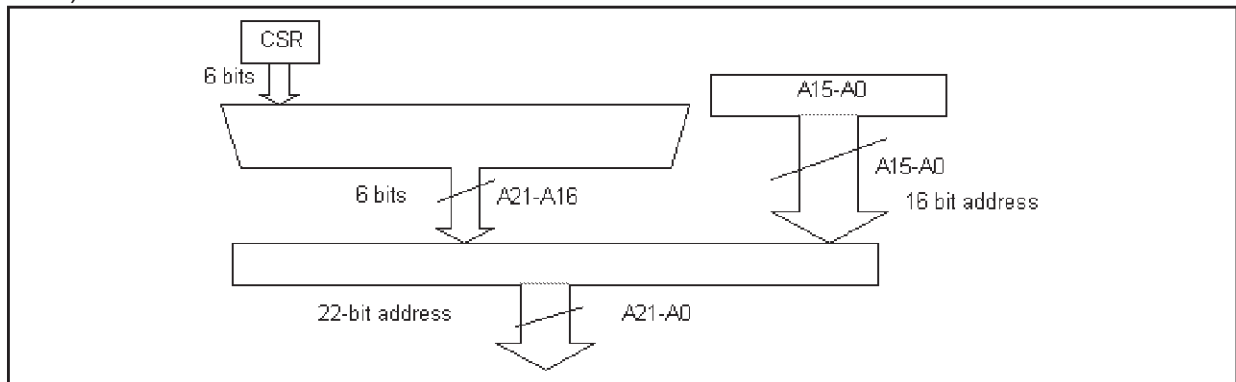 CSR
6 bits
A15-A0
A15-A0
6 bits
A21-A16
16 bit address
22-bit address
A21-A0